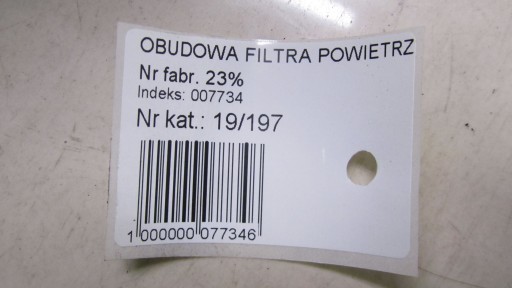 OBUDOWA FILTRA POWIETRZ
Nr fabr. 23%
Indeks: 007734
Nr kat.: 19/197
1 000000 077346